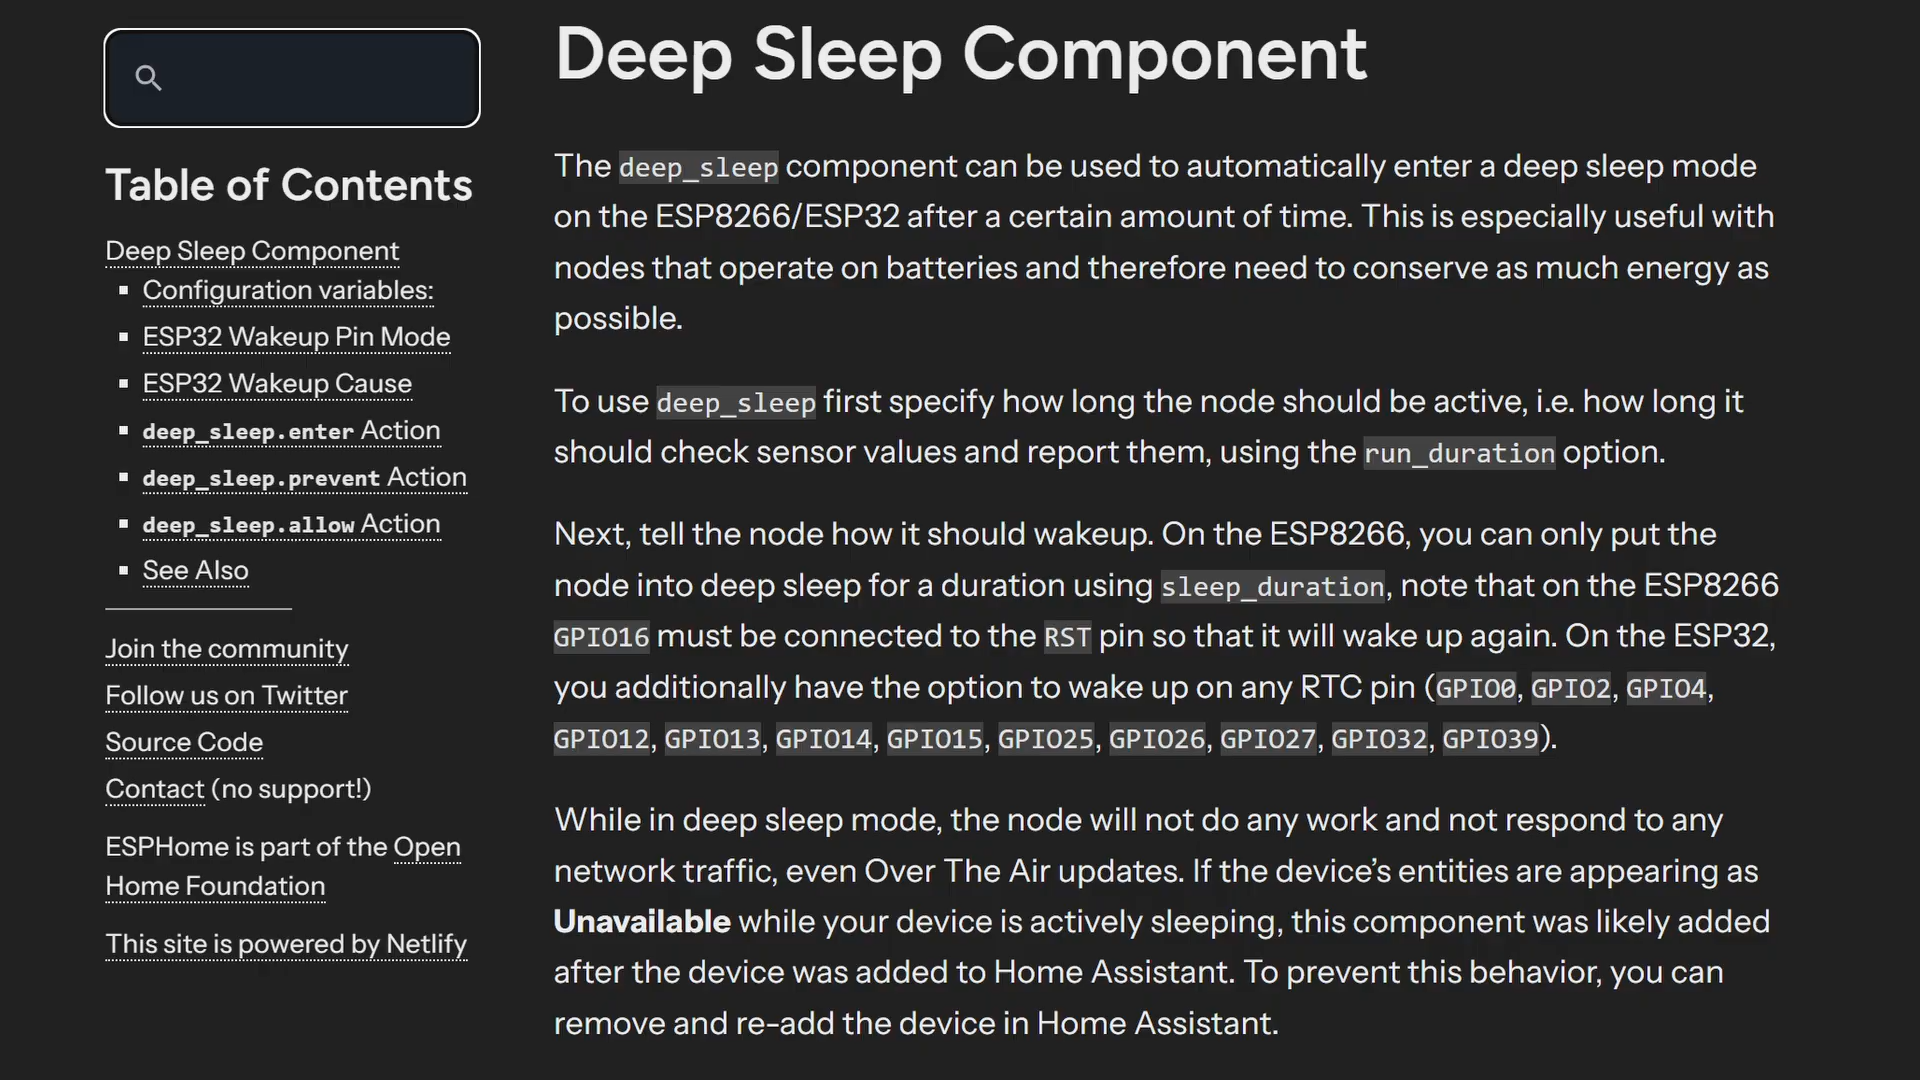 Table of Contents
Deep Sleep Component
Configuration variables:
ESP32 Wakeup Pin Mode
ESP32 Wakeup Cause
deep_sleep.enter Action
deep_sleep.prevent Action
deep_sleep.allow Action
See Also
Join the community
Follow us on Twitter
Source Code
Contact (no support!)
ESPHome is part of the Open
Home Foundation
This site is powered by Netlify
Deep Sleep Component
The deep_sleep component can be used to automatically enter a deep sleep mode
on the ESP8266/ESP32 after a certain amount of time. This is especially useful with
nodes that operate on batteries and therefore need to conserve as much energy as
possible.
To use deep_sleep first specify how long the node should be active, i.e. how long it
should check sensor values and report them, using the run_duration option.
Next, tell the node how it should wakeup. On the ESP8266, you can only put the
node into deep sleep for a duration using sleep_duration, note that on the ESP8266
GPIO16 must be connected to the RST pin so that it will wake up again. On the ESP32,
you additionally have the option to wake up on any RTC pin (GPIO0, GPIO2, GPIO4,
GPIO12, GPIO13, GPIO14, GPIO15, GPIO25, GPIO26, GPIO27, GPIO32, GPIO39).
While in deep sleep mode, the node will not do any work and not respond to any
network traffic, even Over The Air updates. If the device’s entities are appearing as
Unavailable while your device is actively sleeping, this component was likely added
after the device was added to Home Assistant. To prevent this behavior, you can
remove and re-add the device in Home Assistant.